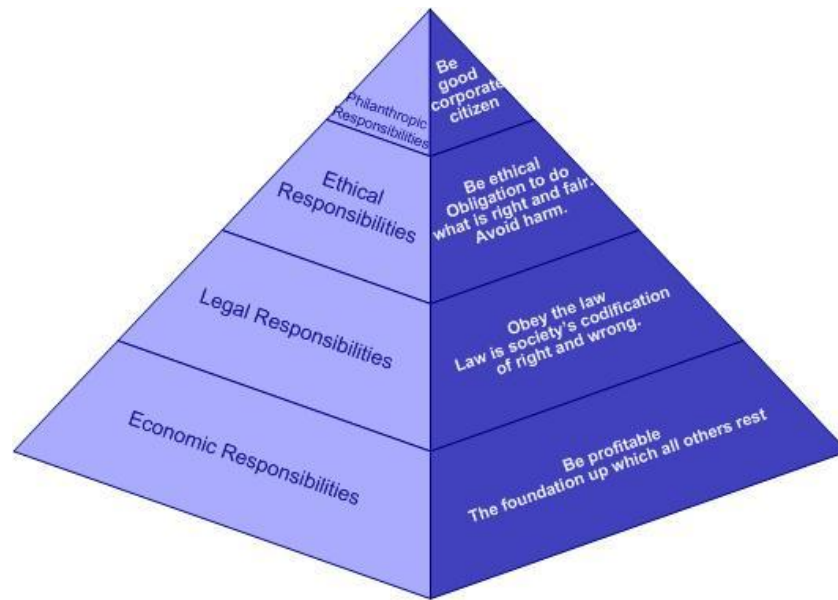 Philanthropic
Responsibilities
Be
good
corporate
citizen
Ethical
Responsibilities
Be ethical
Obligation to do
what is right and fair.
Avoid harm.
Legal Responsibilities
Obey the law
Law is society's codification
of right and wrong.
Economic Responsibilities
Be profitable
The foundation up which all others rest